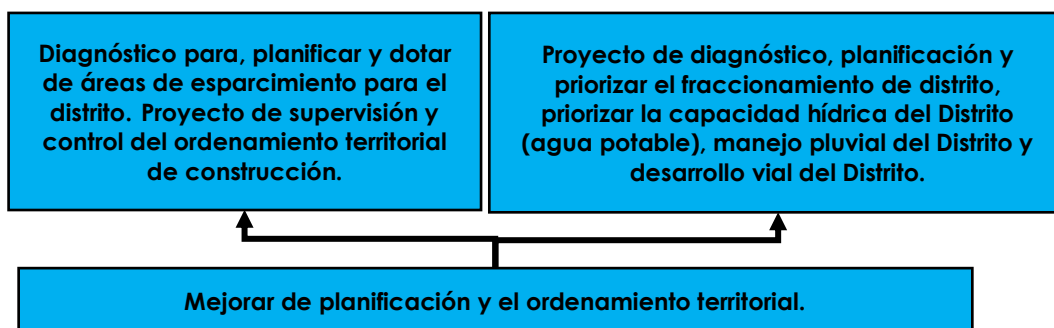 Diagnóstico para, planificar y dotar
de áreas de esparcimiento para el
distrito. Proyecto de supervisión y
control del ordenamiento territorial
de construcción.
Proyecto de diagnóstico, planificación y
priorizar el fraccionamiento de distrito,
priorizar la capacidad hídrica del Distrito
(agua potable), manejo pluvial del Distrito y
desarrollo vial del Distrito.
Mejorar de planificación y el ordenamiento territorial.